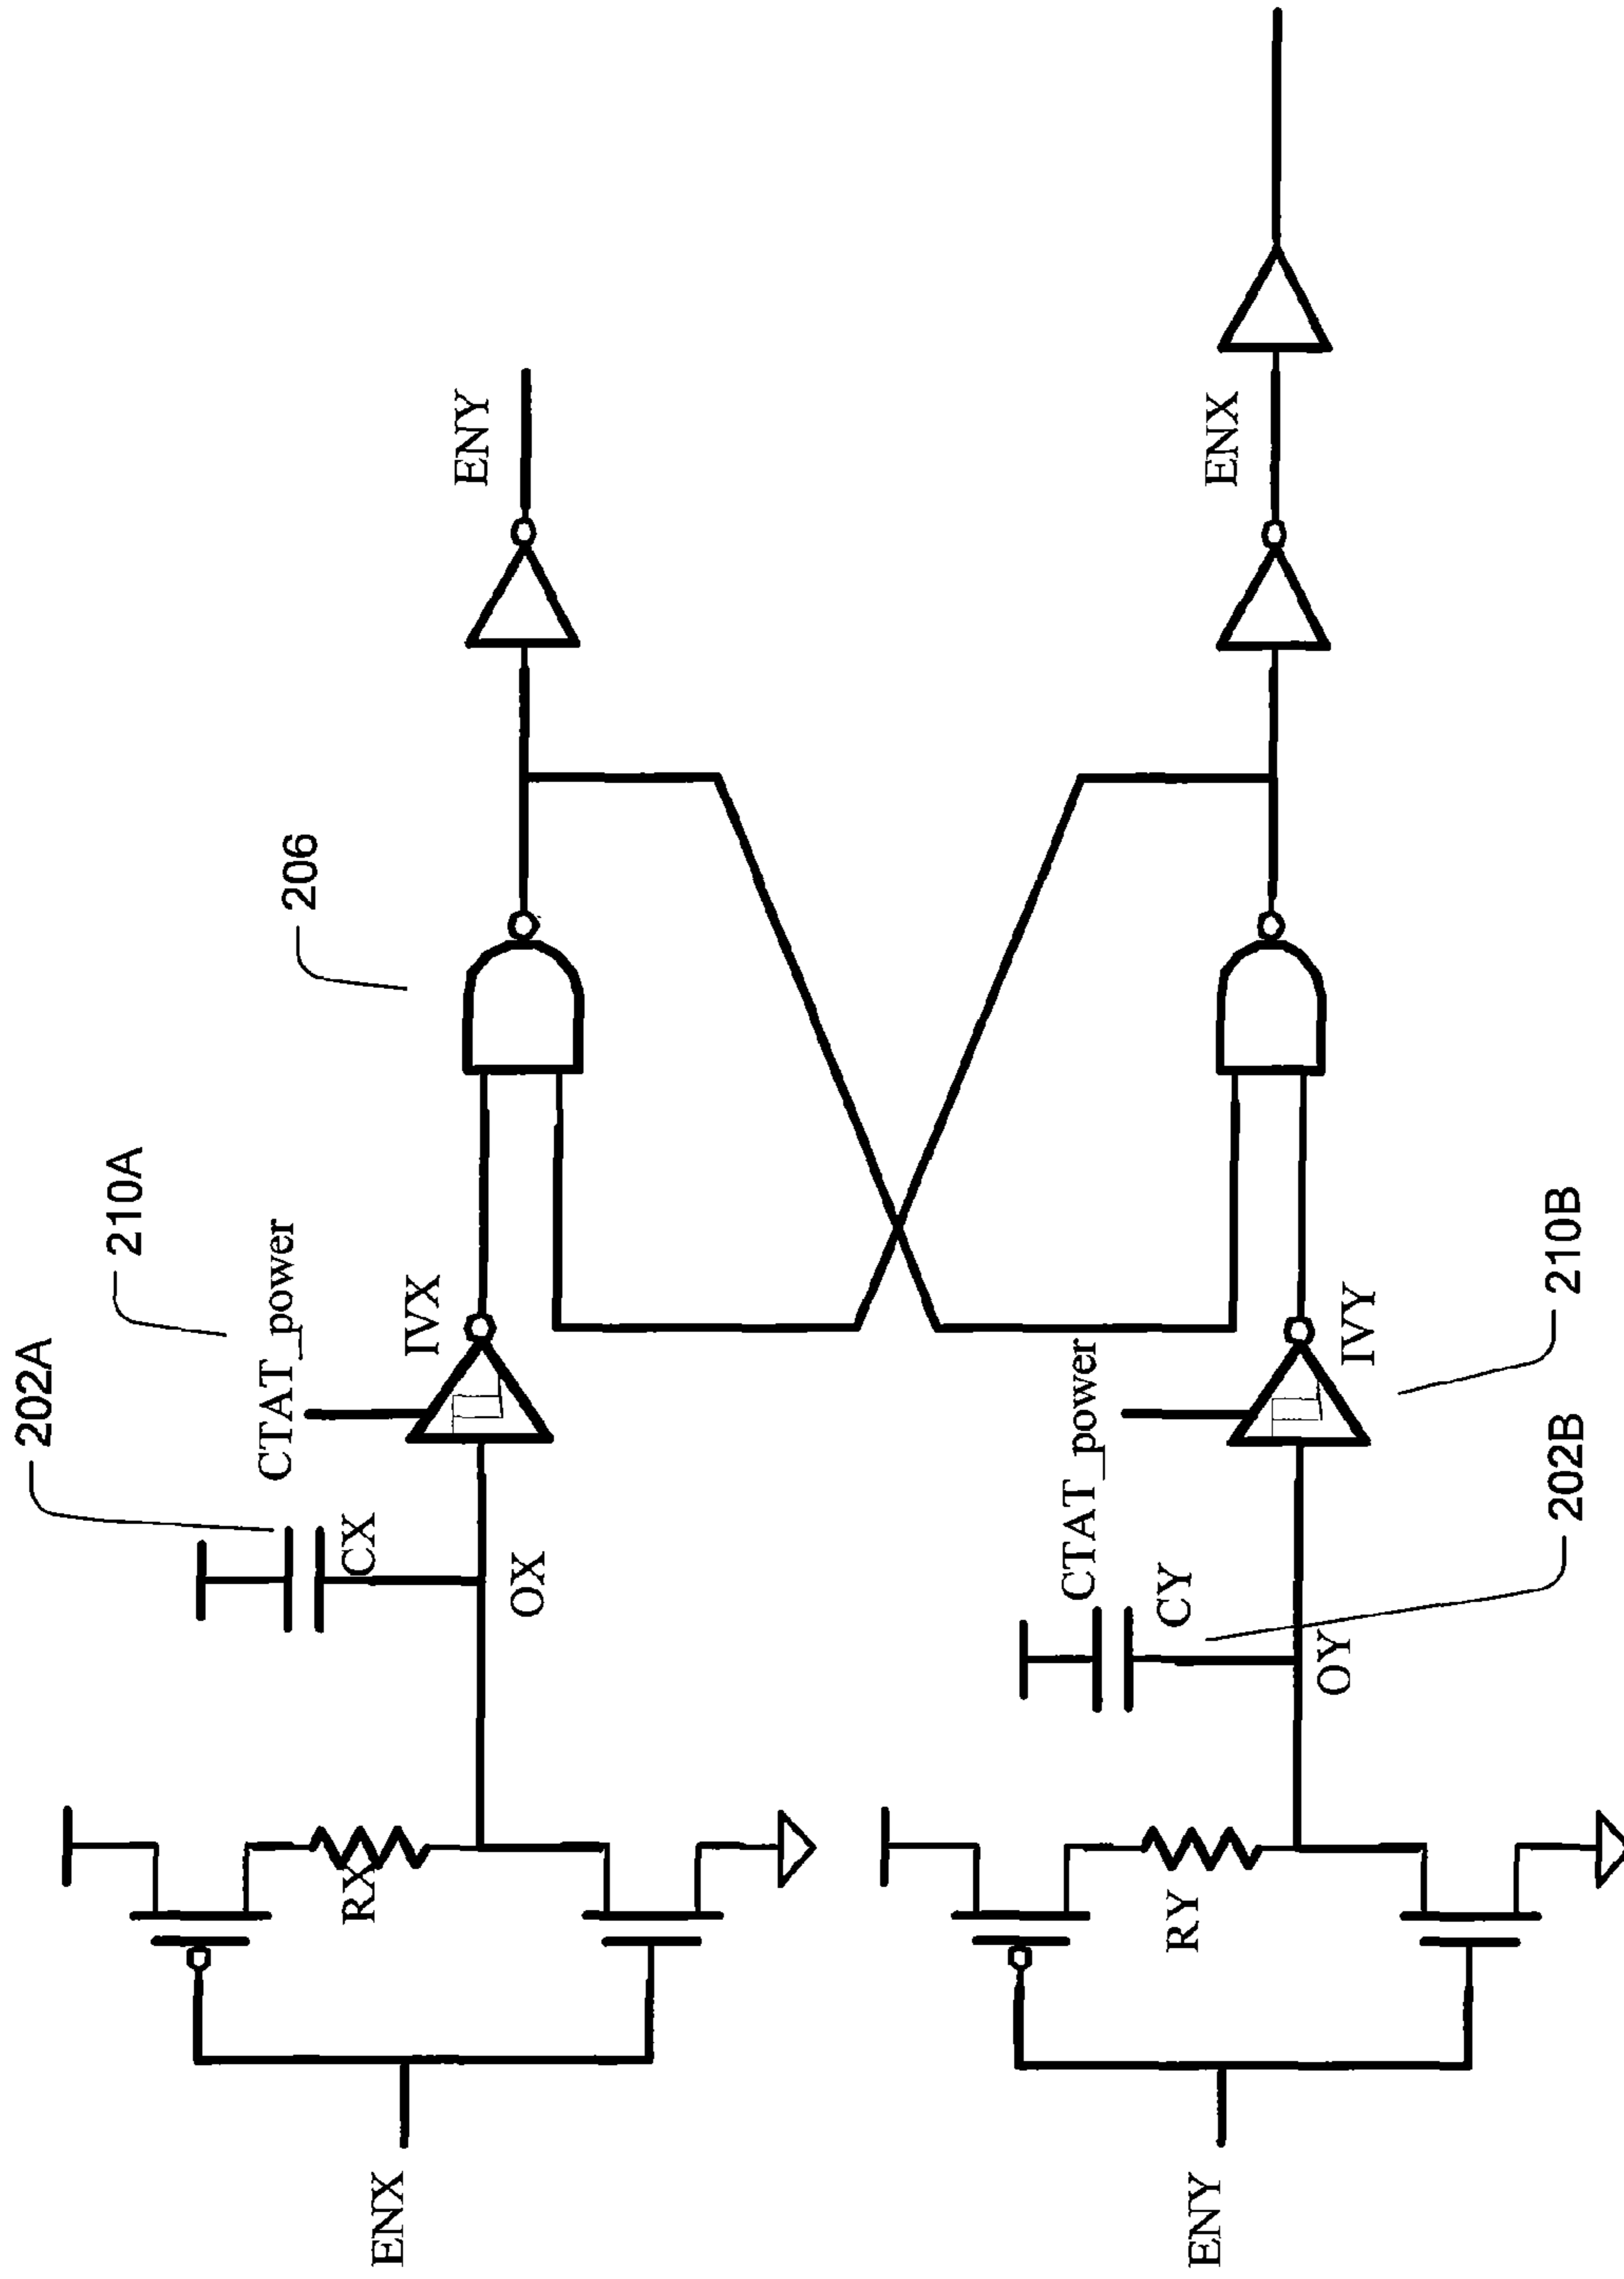 202A
210A
206
CTAT_power
CX
IVX
ENY
RX
OX
ENX
CTAT_power
CY
ENX
RY
OY
IVY
ENY
202B
210B